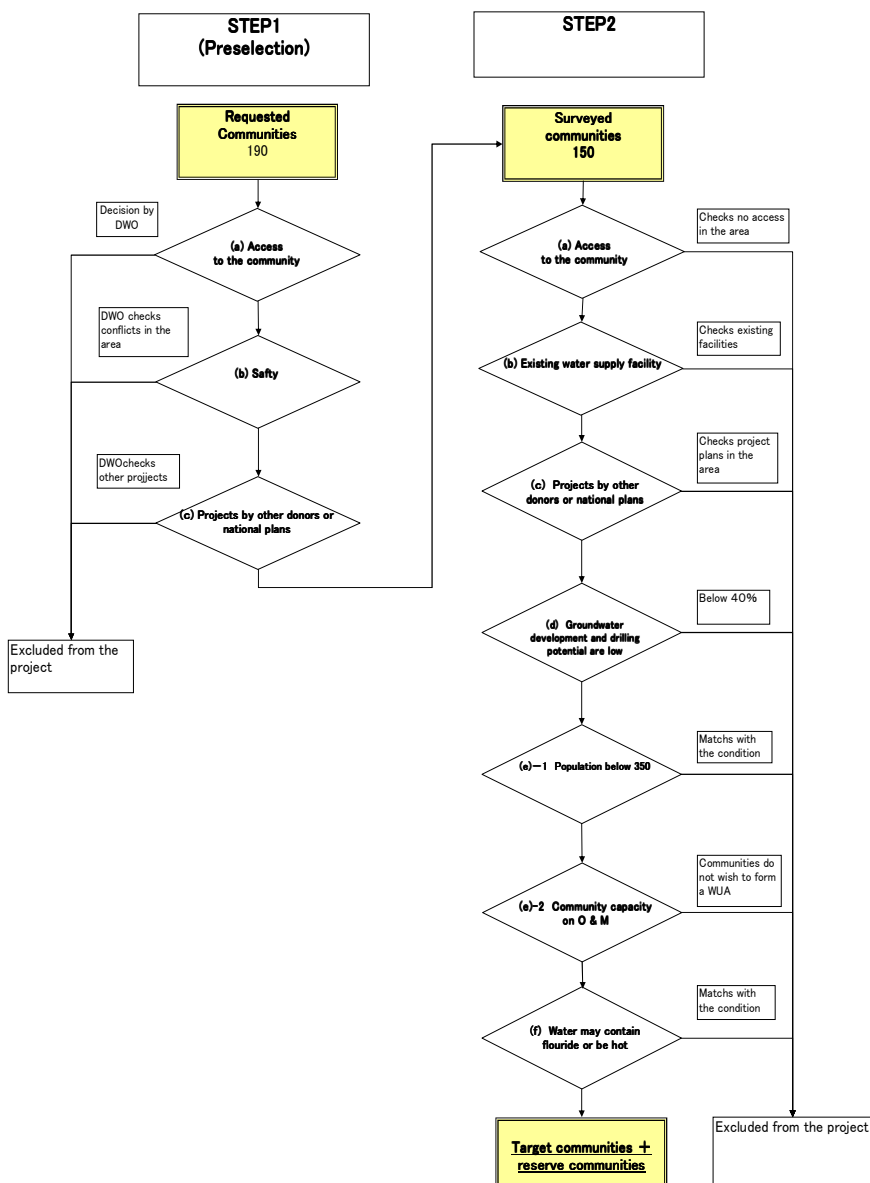 STEP1
(Preselection)
STEP2
Requested
Communities
190
Surveyed
communities
150
Decision by
DWO
(a) Access
to the community
DWO checks
conflicts in the
area
(b) Safty
DWOchecks
other projjects
(c) Projects by other donors or
national plans
Excluded from the
project
(a) Access
to the community
Checks no access
in the area
(b) Existing water supply facility
Checks existing
facilities
(c) Projects by other
donors or national plans
Checks project
plans in the
area
(d) Groundwater
development and drilling
potential are low
Below 40%
(e)−1 Population below 350
Matchs with
the condition
(e)-2 Community capacity
on O & M
Communities do
not wish to form
a WUA
(f) Water may contain
flouride or be hot
Matchs with
the condition
Target communities +
reserve communities
Excluded from the project